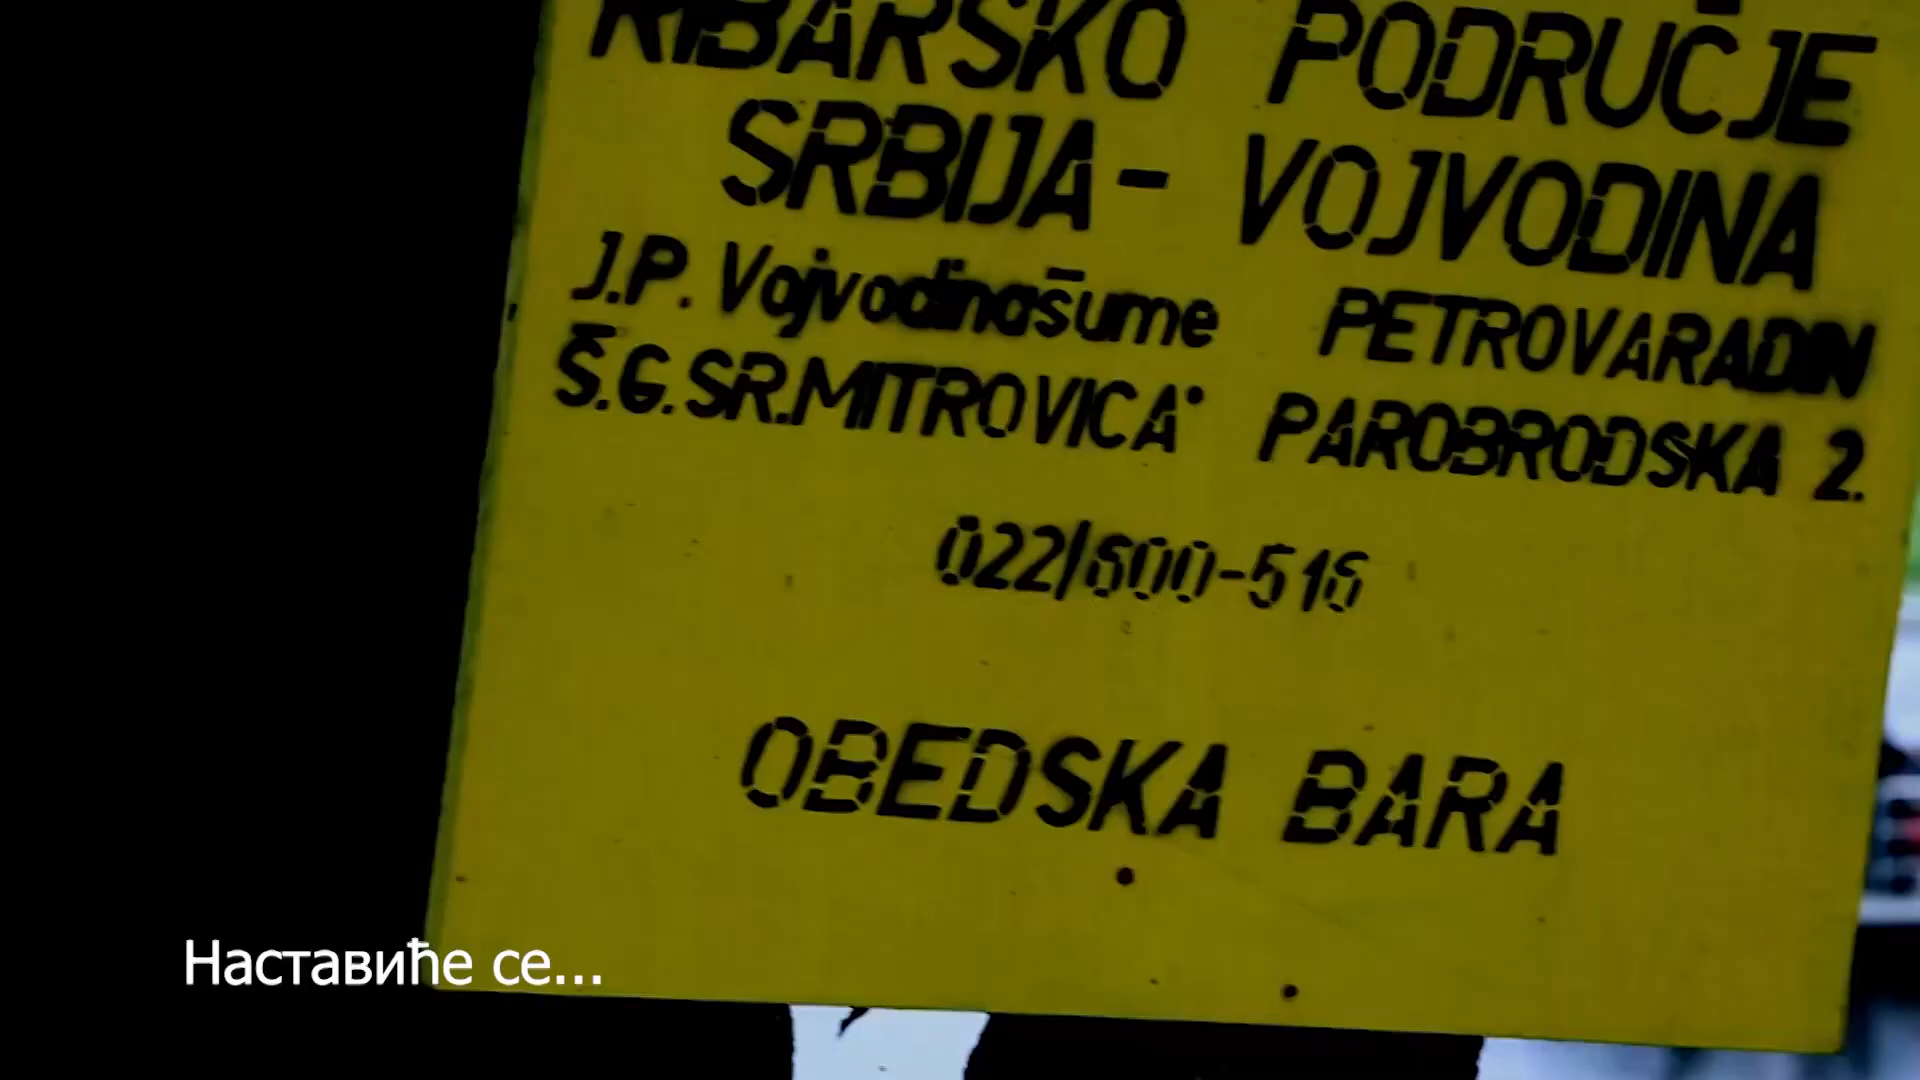 RIBARSKO PODRUČJE
SRBIJA - VOJVODINA
J.P. Vojvodinašume PETROVARADIN
Š.G. SR.MITROVICA PAROBRODSKA 2.
022/600-516
OBEDSKA BARA
Наставиће се...